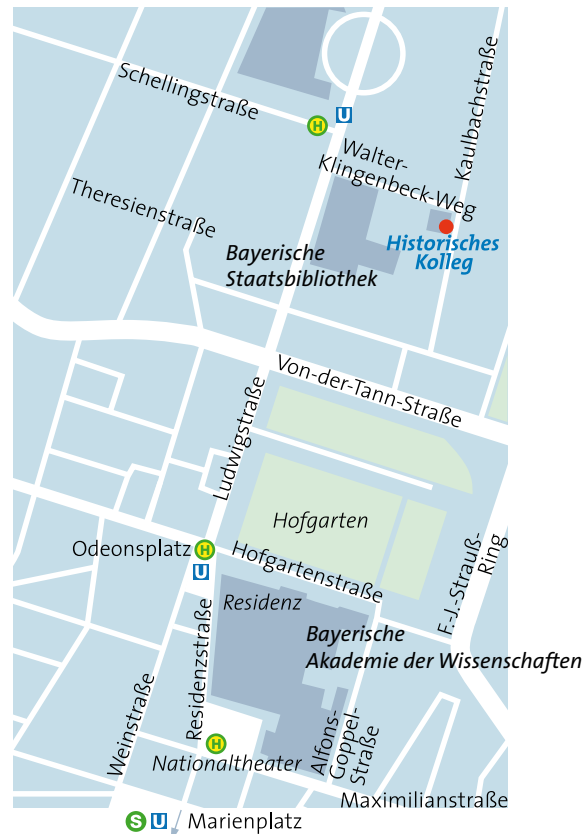 Schellingstraße
Kaulbachstraße
H
U
Walter-
Klingenbeck-Weg
Theresienstraße
Historisches
Kolleg
Bayerische
Staatsbibliothek
Von-der-Tann-Straße
Ludwigstraße
Hofgarten
Odeonsplatz
H
U
Hofgartenstraße
F.-J.-Strauß-
Ring
Residenz
Bayerische
Akademie der Wissenschaften
Residenzstraße
Weinstraße
Alfons-
Goppel-
Straße
H
Nationaltheater
Maximilianstraße
S
U
Marienplatz